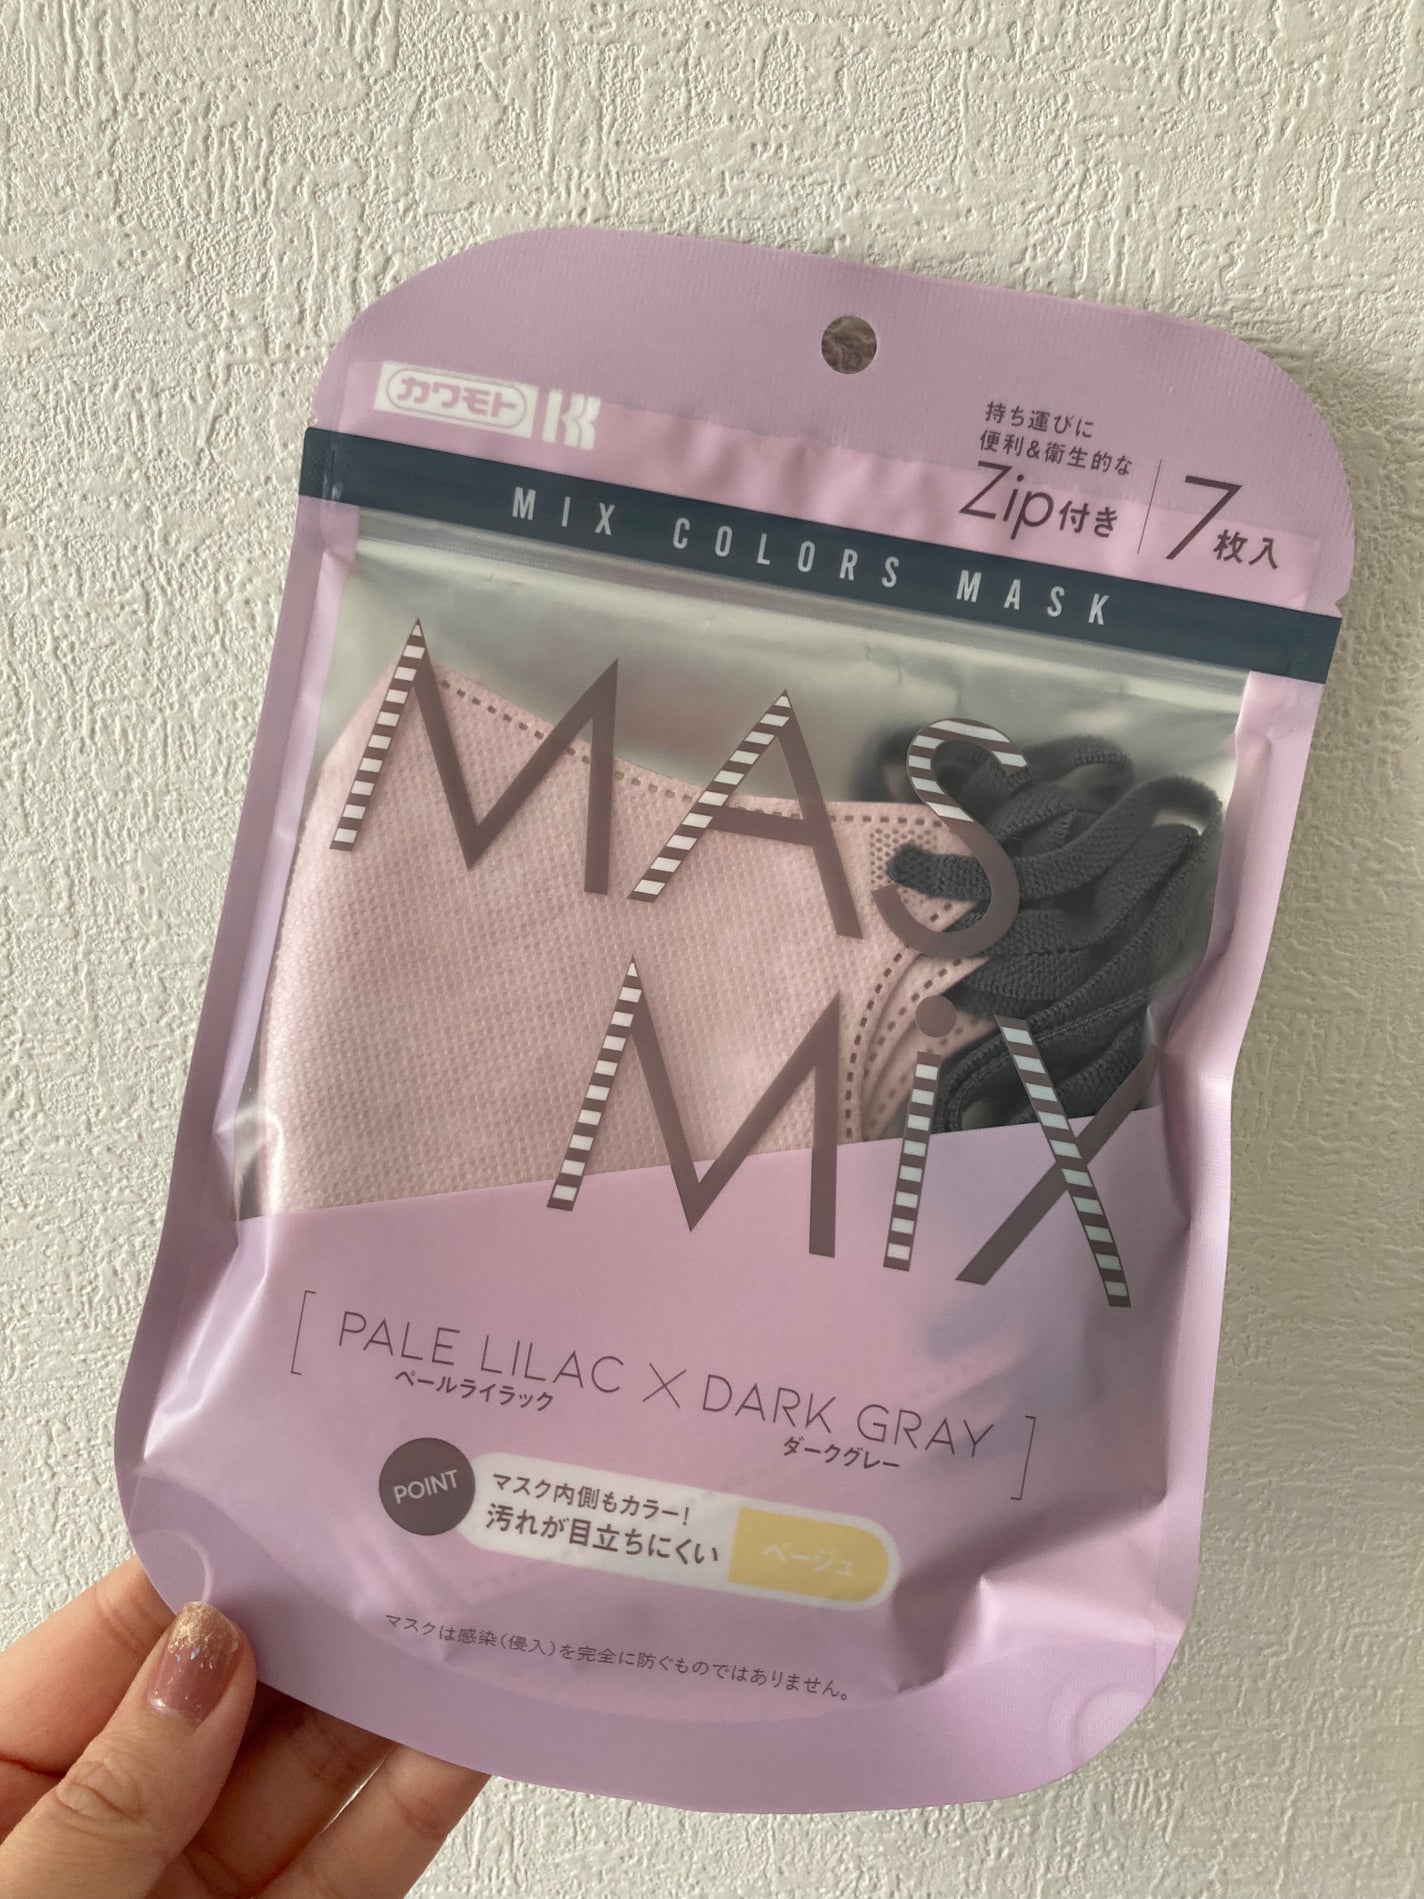 カワモト
持ち運びに
便利&衛生的な
Zip付き
7枚入
MIX COLORS MASK
MAS
MiX
[PALE LILAC × DARK GRAY]
ペールライラック
ダークグレー
POINT
マスク内側もカラー!
汚れが目立ちにくい
ベージュ
マスクは感染(侵入)を完全に防ぐものではありません。